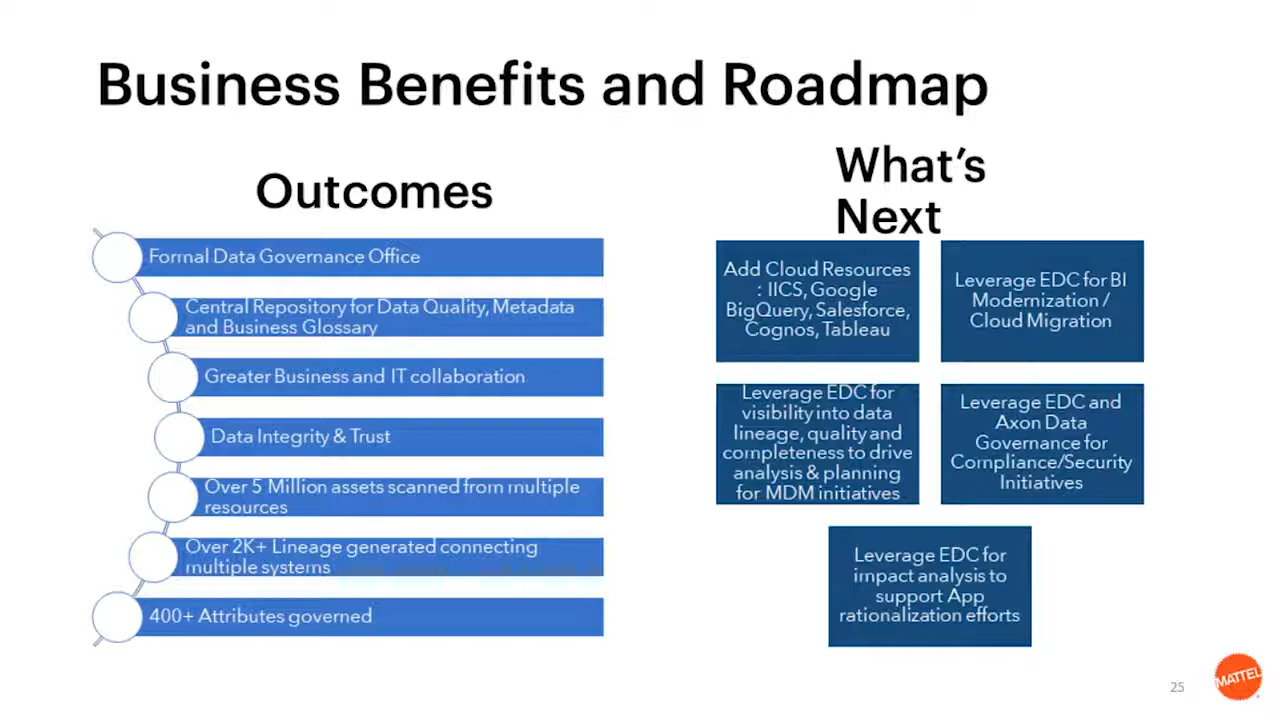 Business Benefits and Roadmap
Outcomes
Formal Data Governance Office
Central Repository for Data Quality, Metadata
and Business Glossary
Greater Business and IT collaboration
Data Integrity & Trust
Over 5 Million assets scanned from multiple
resources
Over 2K+ Lineage generated connecting
multiple systems
400+ Attributes governed
What's
Next
Add Cloud Resources
: IICS, Google
BigQuery, Salesforce,
Cognos, Tableau
Leverage EDC for BI
Modernization /
Cloud Migration
Leverage EDC for
visibility into data
lineage, quality and
completeness to drive
analysis & planning
for MDM initiatives
Leverage EDC and
Axon Data
Governance for
Compliance/Security
Initiatives
Leverage EDC for
impact analysis to
support App
rationalization efforts
25
MATTEL